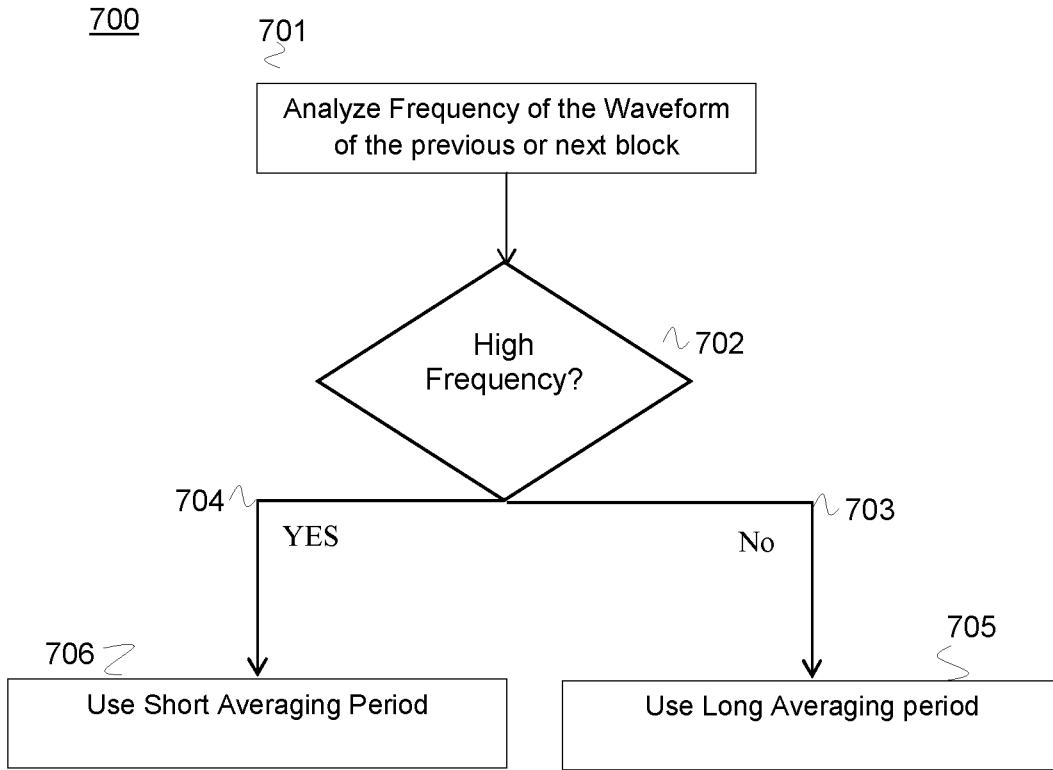 700
701
Analyze Frequency of the Waveform
of the previous or next block
High
Frequency?
702
704
703
YES
No
706
705
Use Short Averaging Period
Use Long Averaging period